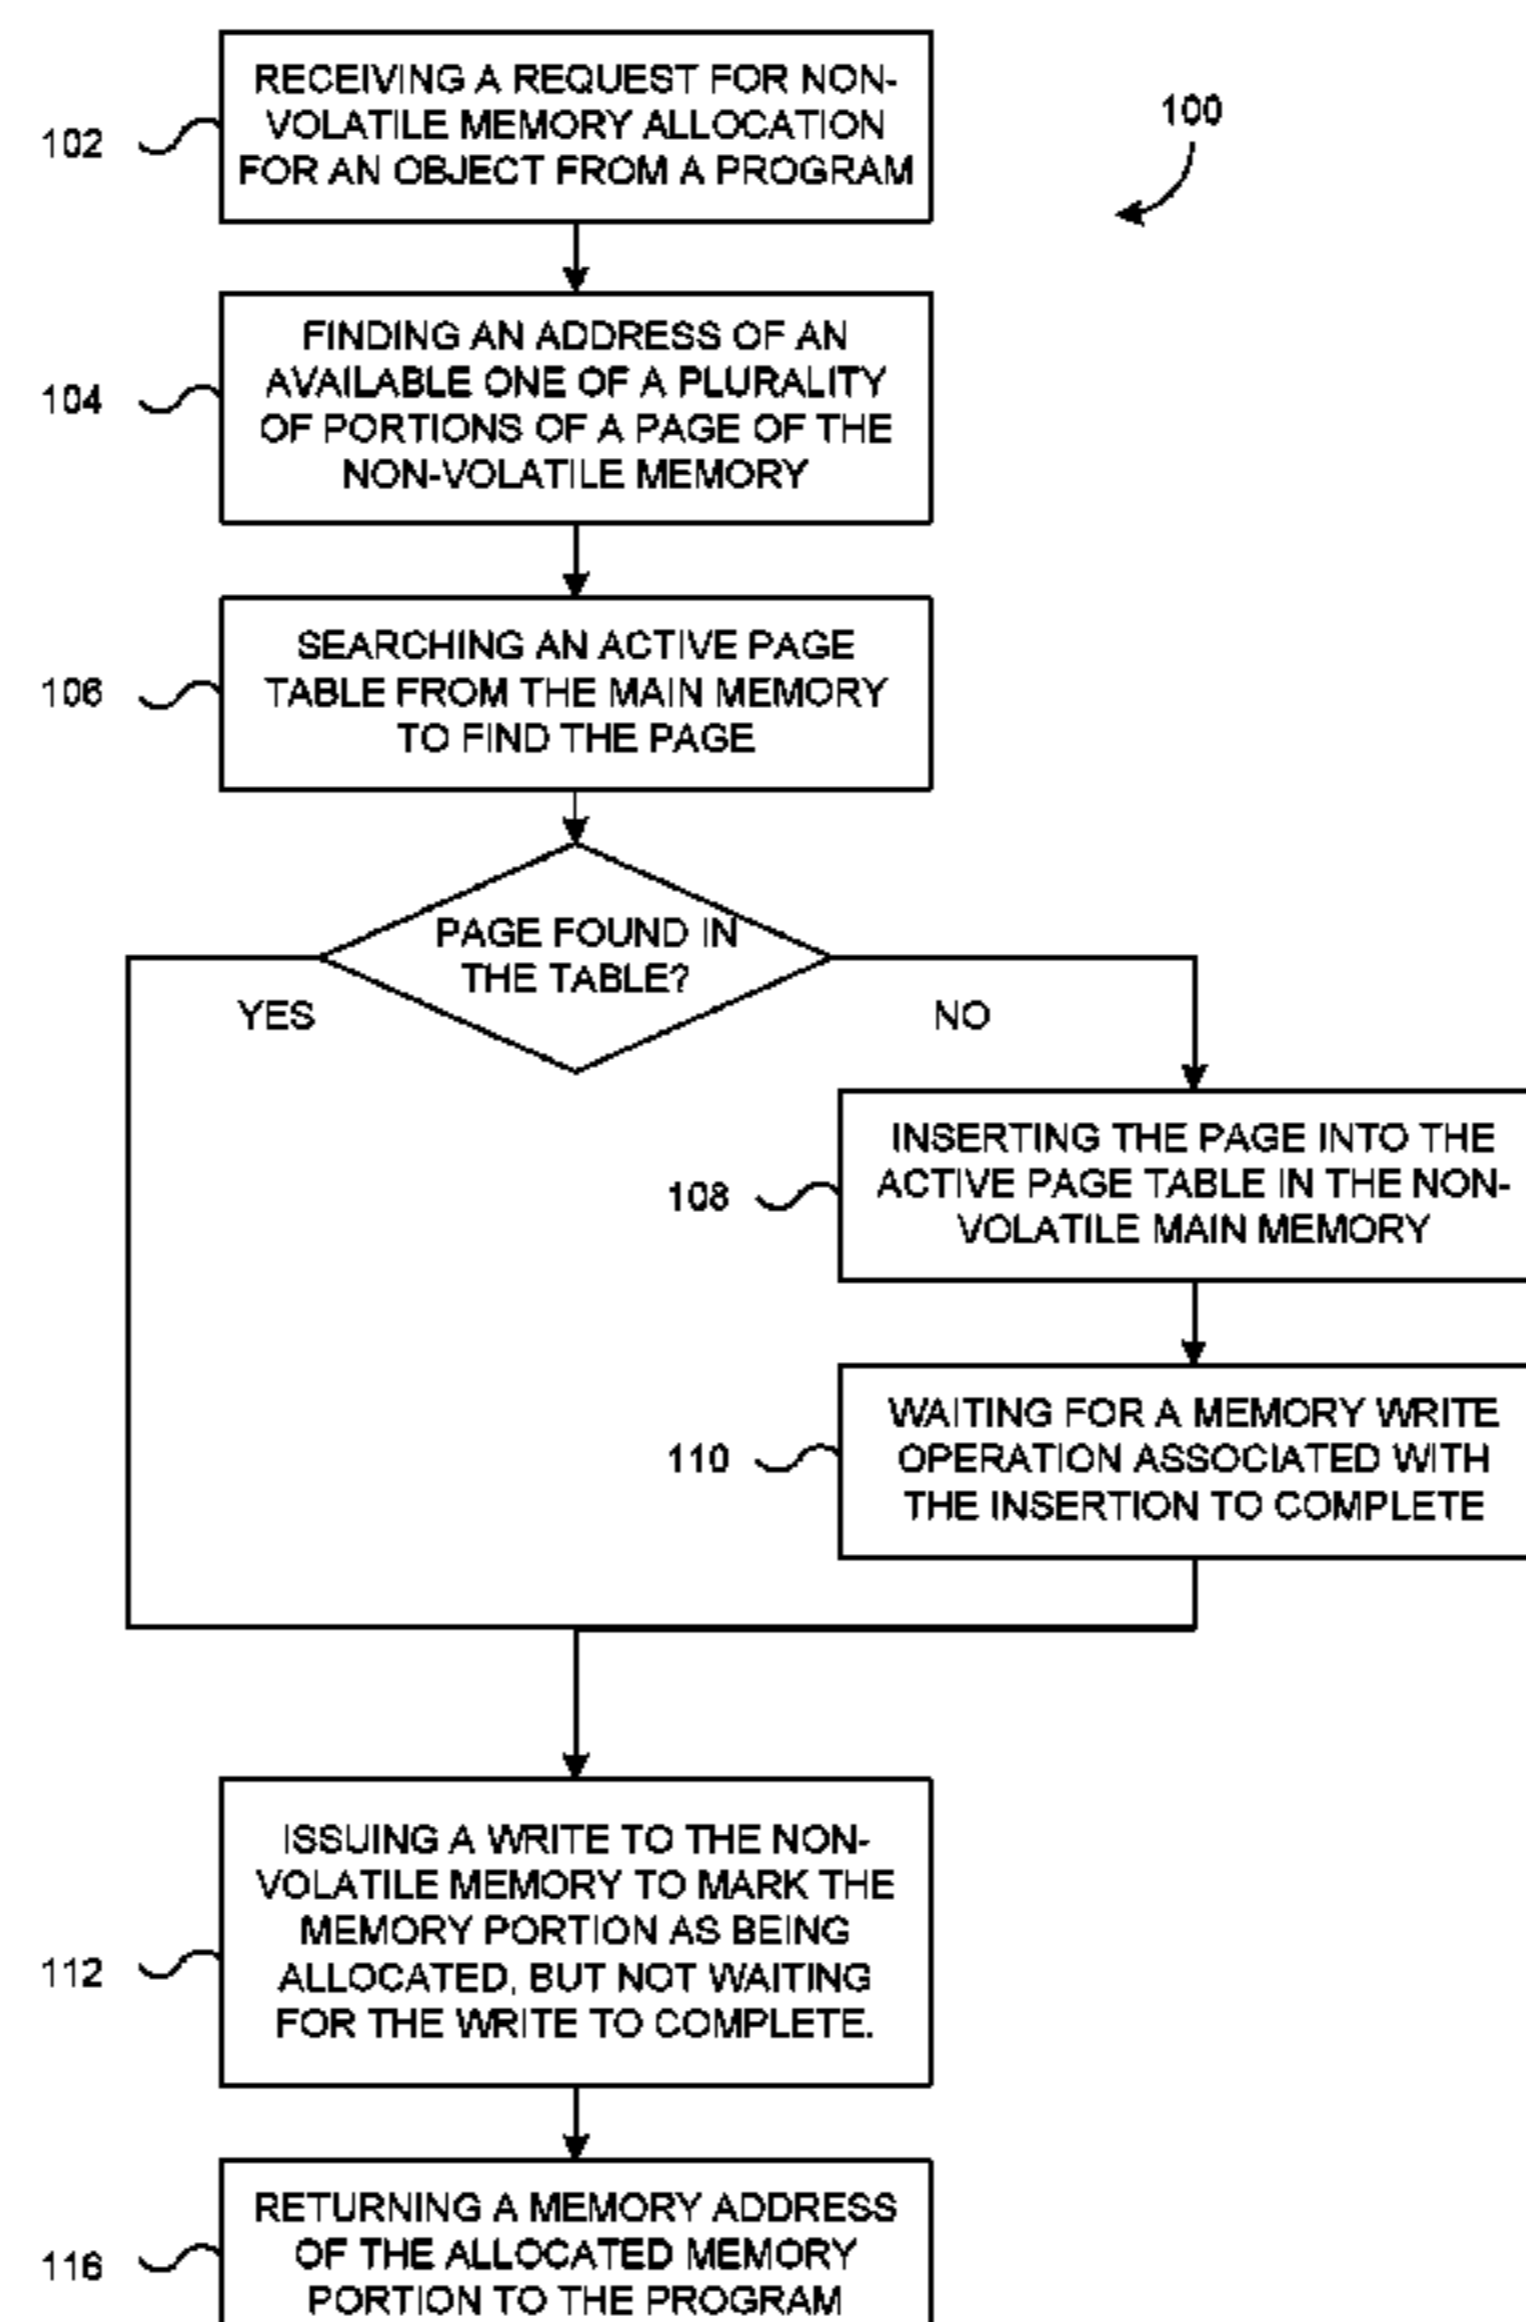 RECEIVING A REQUEST FOR NON-
VOLATILE MEMORY ALLOCATION
FOR AN OBJECT FROM A PROGRAM
102
100
FINDING AN ADDRESS OF AN
AVAILABLE ONE OF A PLURALITY
OF PORTIONS OF A PAGE OF THE
NON-VOLATILE MEMORY
104
SEARCHING AN ACTIVE PAGE
TABLE FROM THE MAIN MEMORY
TO FIND THE PAGE
106
PAGE FOUND IN
THE TABLE?
YES
NO
INSERTING THE PAGE INTO THE
ACTIVE PAGE TABLE IN THE NON-
VOLATILE MAIN MEMORY
108
WAITING FOR A MEMORY WRITE
OPERATION ASSOCIATED WITH
THE INSERTION TO COMPLETE
110
ISSUING A WRITE TO THE NON-
VOLATILE MEMORY TO MARK THE
MEMORY PORTION AS BEING
ALLOCATED, BUT NOT WAITING
FOR THE WRITE TO COMPLETE.
112
RETURNING A MEMORY ADDRESS
OF THE ALLOCATED MEMORY
PORTION TO THE PROGRAM
116